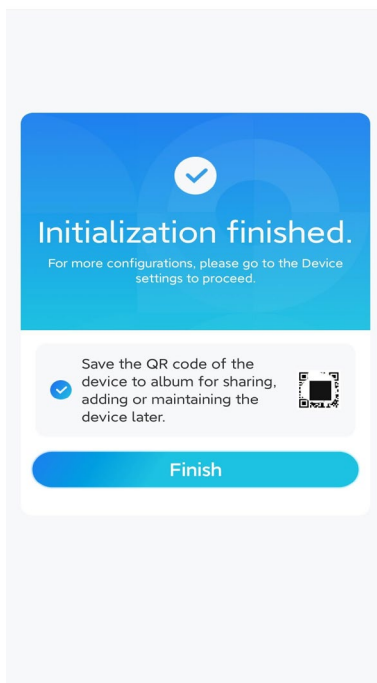 Initialization finished.
For more configurations, please go to the Device
settings to proceed.
Save the QR code of the
device to album for sharing,
adding or maintaining the
device later.
Finish